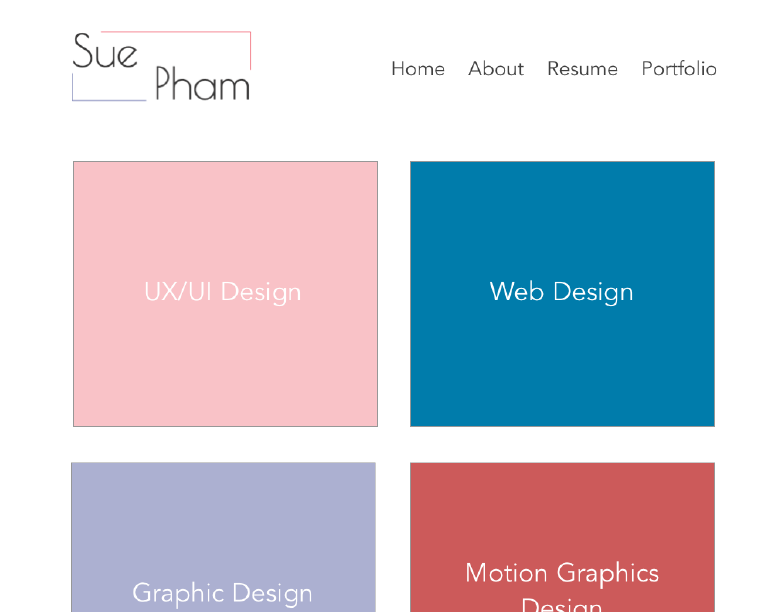 Sue
Pham
Home About Resume Portfolio
UX/UI Design
Web Design
Graphic Design
Motion Graphics
Design